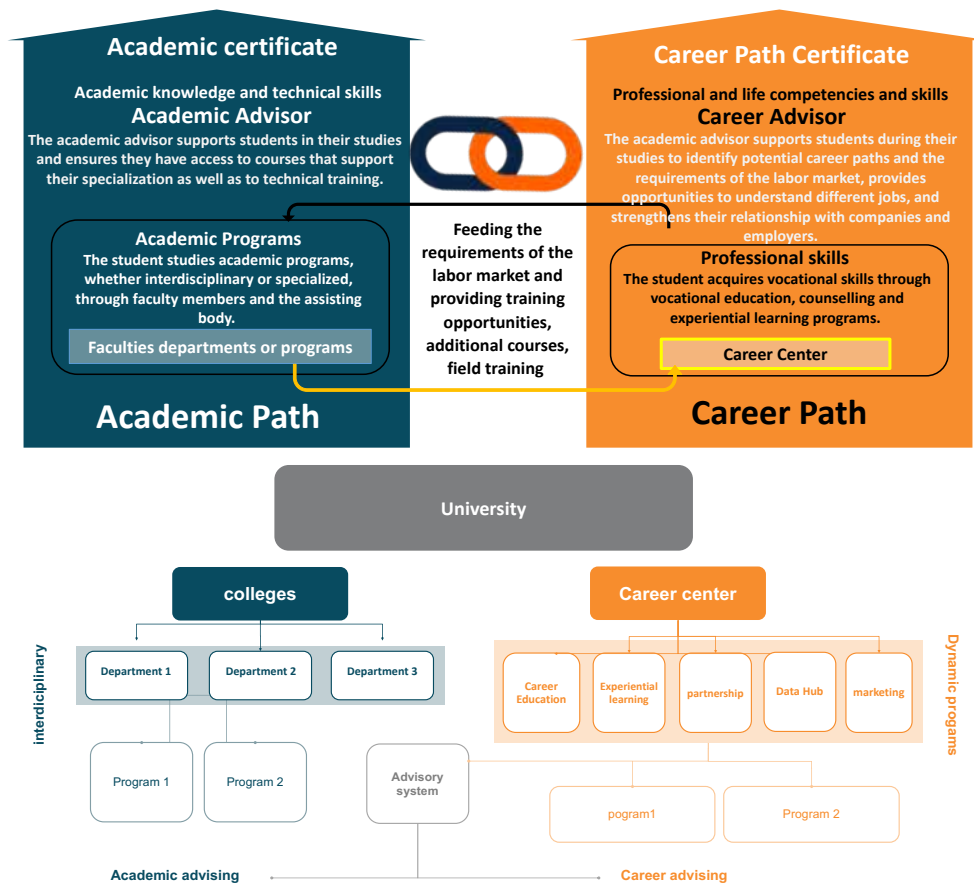 Academic certificate
Academic knowledge and technical skills
Academic Advisor
The academic advisor supports students in their studies
and ensures they have access to courses that support
their specialization as well as to technical training.
Academic Programs
The student studies academic programs,
whether interdisciplinary or specialized,
through faculty members and the assisting
body.
Faculties departments or programs
Academic Path
Feeding the
requirements of the
labor market and
providing training
opportunities,
additional courses,
field training
Career Path Certificate
Professional and life competencies and skills
Career Advisor
The academic advisor supports students during their
studies to identify potential career paths and the
requirements of the labor market, provides
opportunities to understand different jobs, and
strengthens their relationship with companies and
employers.
Professional skills
The student acquires vocational skills through
vocational education, counselling and
experiential learning programs.
Career Center
Career Path
University
colleges
Career center
interdiciplinary
Department 1
Department 2
Department 3
Career
Education
Experiential
learning
partnership
Data Hub
marketing
Dynamic progams
Program 1
Program 2
Advisory
system
pogram1
Program 2
Academic advising
Career advising